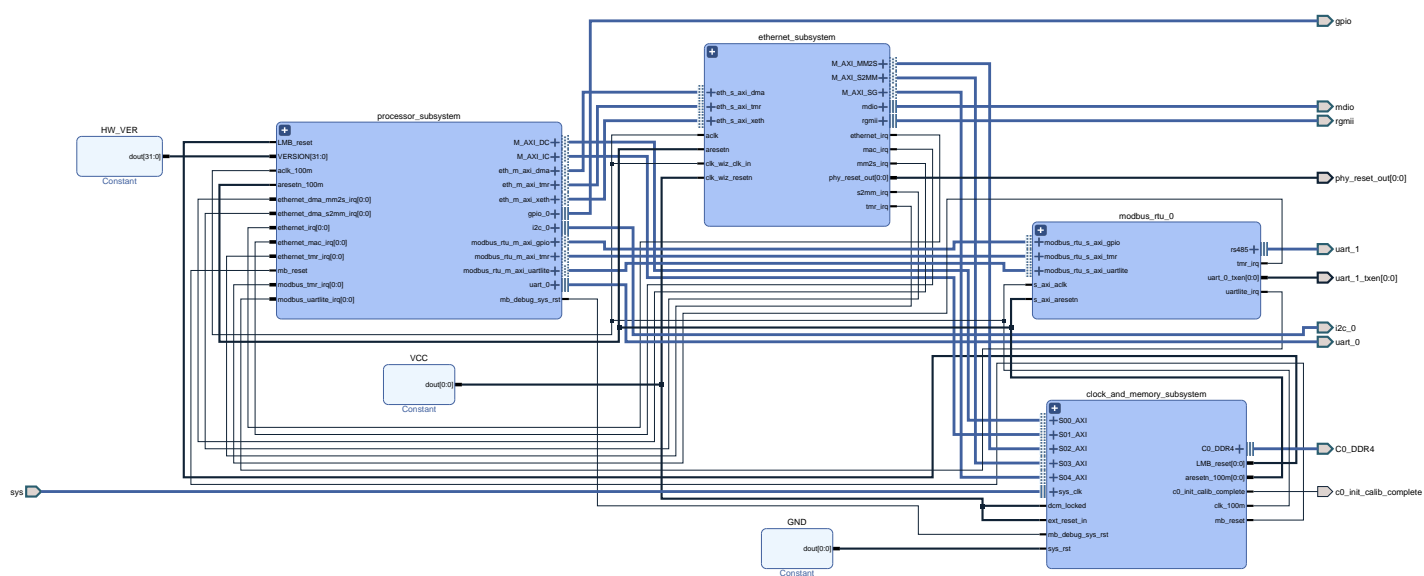 gpio
ethernet_subsystem
M_AXI_MM2S
M_AXI_S2MM
M_AXI_SG
mdio
rgmii
ethernet_irq
mac_irq
mm2s_irq
phy_reset_out[0:0]
s2mm_irq
tmr_irq
eth_s_axi_dma
eth_s_axi_tmr
eth_s_axi_xeth
aclk
aresetn
clk_wiz_clk_in
clk_wiz_resetn
mdio
rgmii
phy_reset_out[0:0]
HW_VER
dout[31:0]
Constant
processor_subsystem
LMB_reset
VERSION[31:0]
aclk_100m
aresetn_100m
ethernet_dma_mm2s_irq[0:0]
ethernet_dma_s2mm_irq[0:0]
ethernet_irq[0:0]
ethernet_mac_irq[0:0]
ethernet_tmr_irq[0:0]
mb_reset
modbus_tmr_irq[0:0]
modbus_uartlite_irq[0:0]
M_AXI_DC
M_AXI_IC
eth_m_axi_dma
eth_m_axi_tmr
eth_m_axi_xeth
gpio_0
i2c_0
modbus_rtu_m_axi_gpio
modbus_rtu_m_axi_tmr
modbus_rtu_m_axi_uartlite
uart_0
mb_debug_sys_rst
modbus_rtu_0
modbus_rtu_s_axi_gpio
modbus_rtu_s_axi_tmr
modbus_rtu_s_axi_uartlite
s_axi_aclk
s_axi_aresetn
rs485
tmr_irq
uart_0_txen[0:0]
uartlite_irq
uart_1
uart_1_txen[0:0]
i2c_0
uart_0
VCC
dout[0:0]
Constant
clock_and_memory_subsystem
S00_AXI
S01_AXI
S02_AXI
S03_AXI
S04_AXI
sys_clk
dcm_locked
ext_reset_in
mb_debug_sys_rst
sys_rst
C0_DDR4
LMB_reset[0:0]
aresetn_100m[0:0]
c0_init_calib_complete
clk_100m
mb_reset
C0_DDR4
c0_init_calib_complete
sys
GND
dout[0:0]
Constant